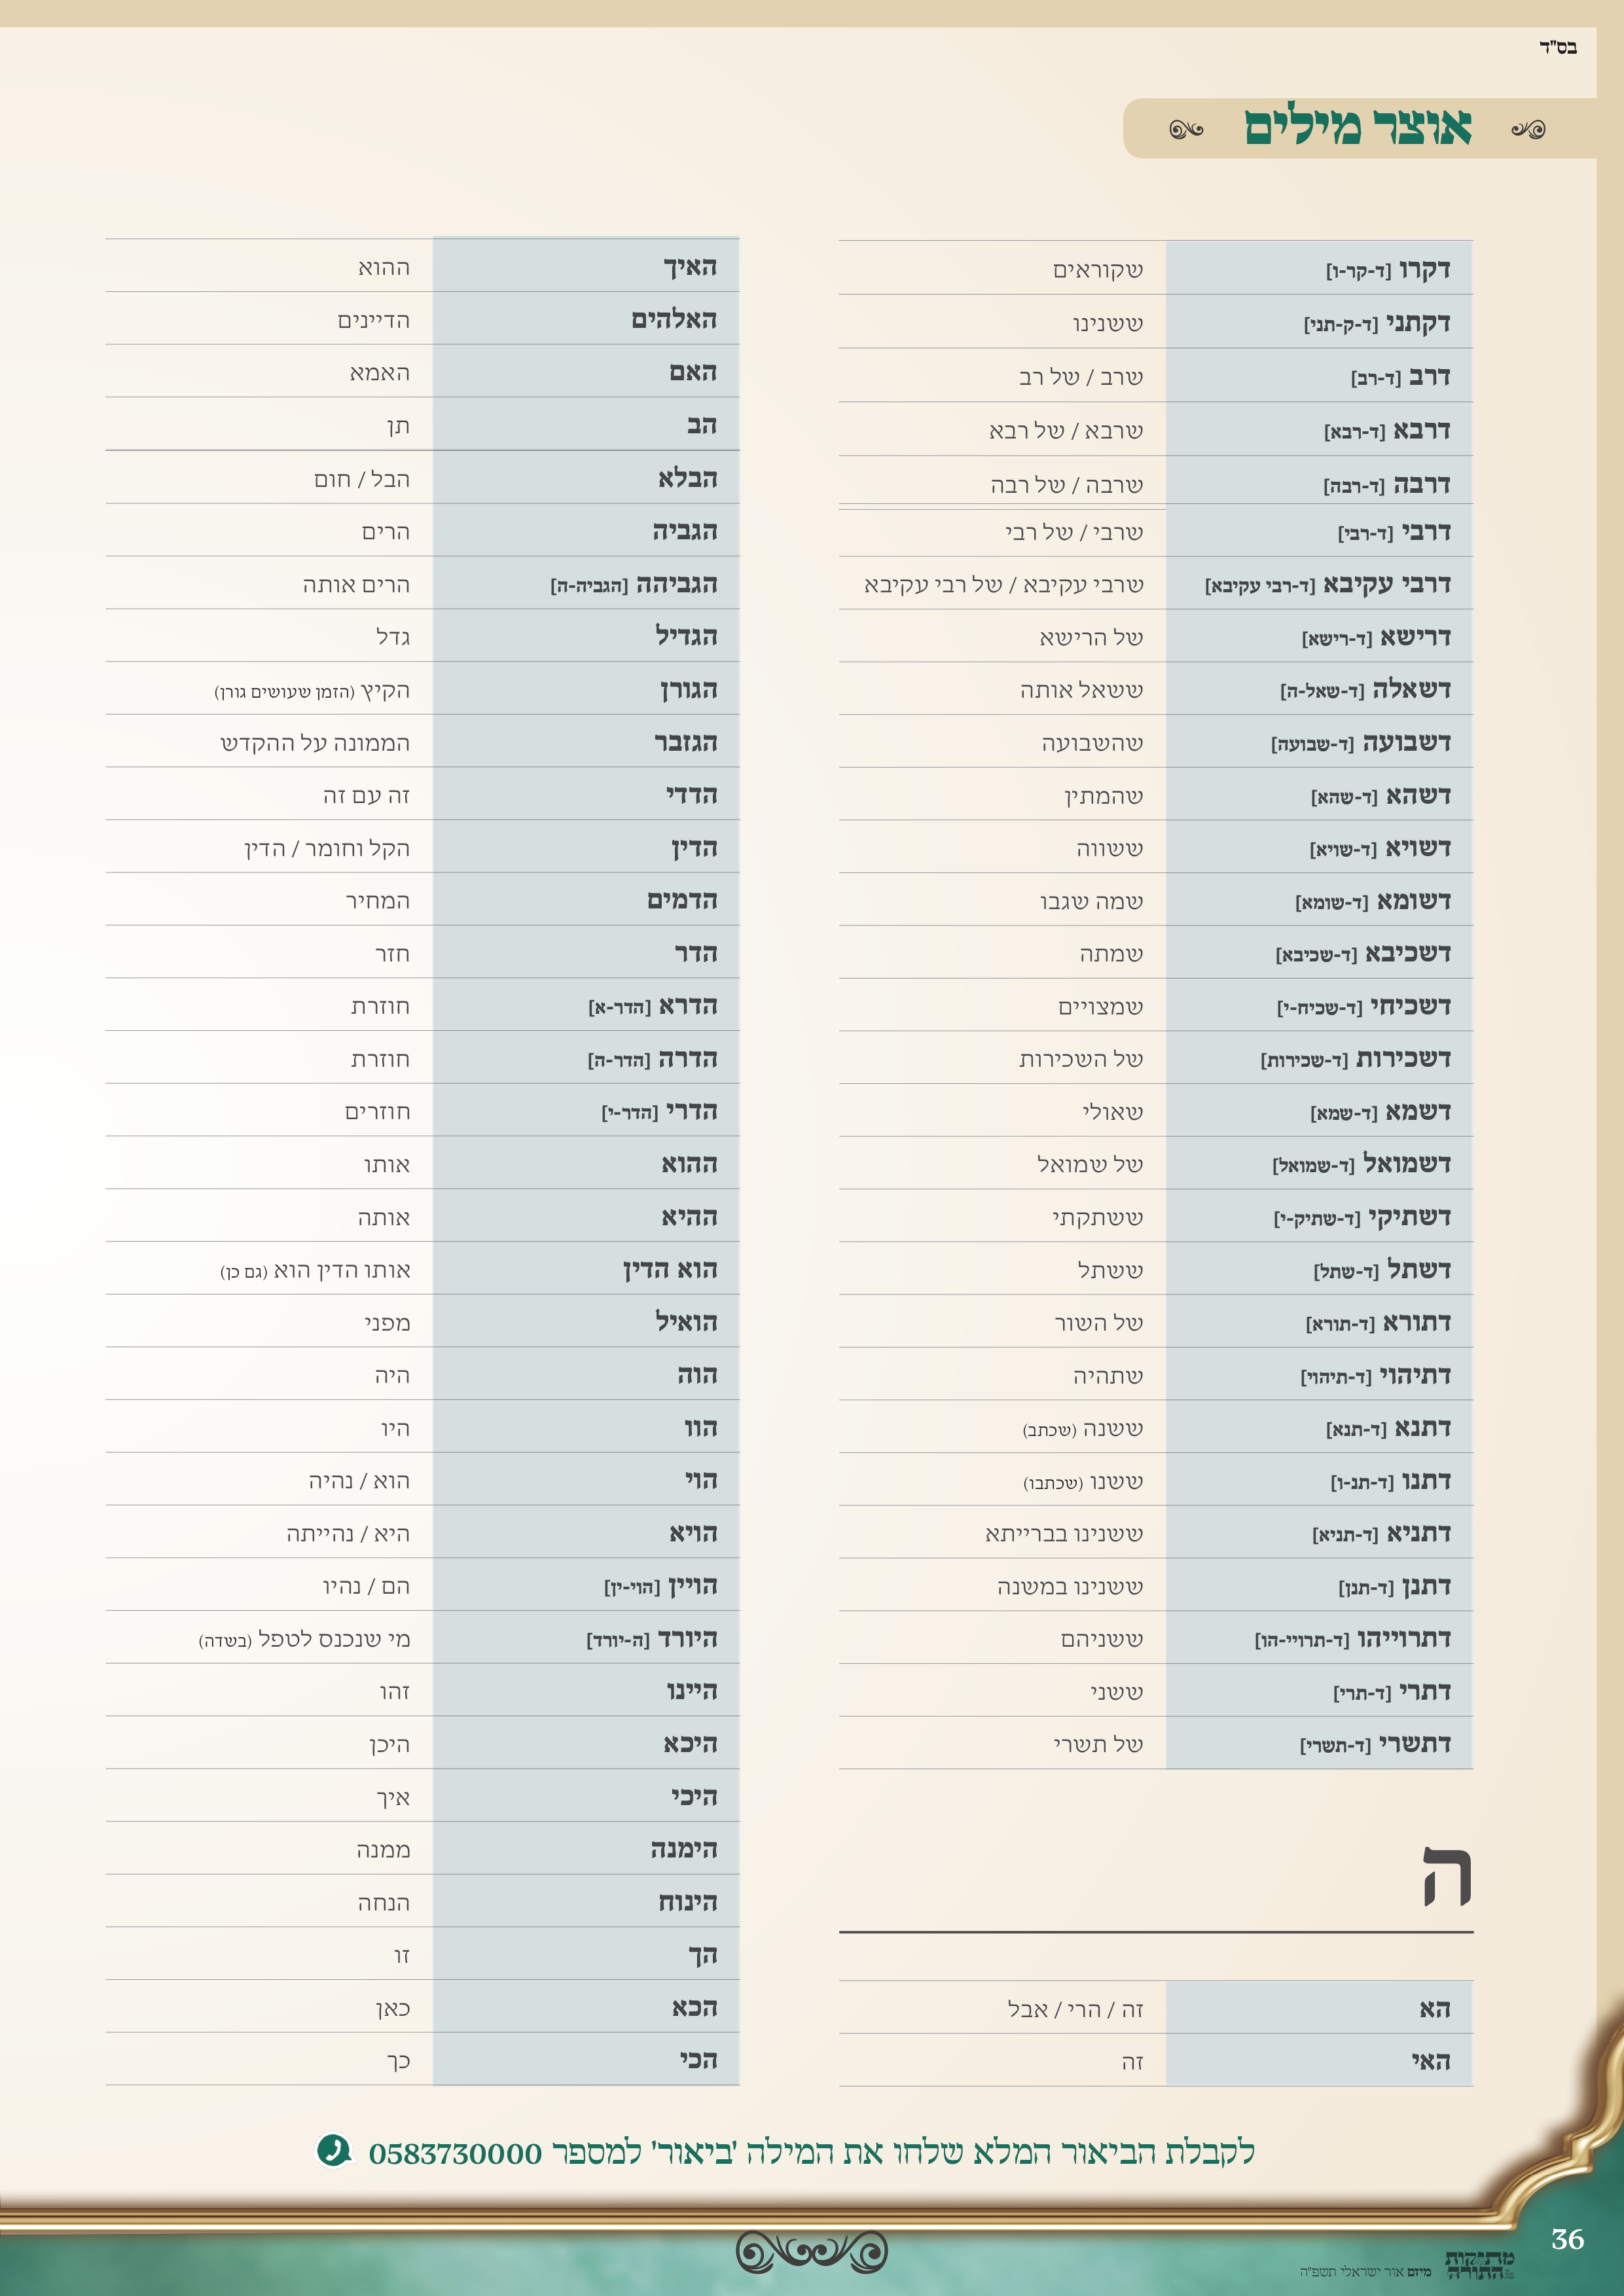 בס"ד
אוצר מילים
דקרו [ד-קר-ו] שקוראים
דקתני [ד-ק-תני] ששנינו
דרב [ד-רב] שרב / של רב
דרבא [ד-רבא] שרבא / של רבא
דרבה [ד-רבה] שרבה / של רבה
דרבי [ד-רבי] שרבי / של רבי
דרבי עקיבא [ד-רבי עקיבא] שרבי עקיבא / של רבי עקיבא
דרישא [ד-רישא] של הרישא
דשאלה [ד-שאל-ה] ששאל אותה
דשבועה [ד-שבועה] שהשבועה
דשהא [ד-שהא] שהמתין
דשויא [ד-שויא] ששווה
דשומא [ד-שומא] שמה שגבו
דשכיבא [ד-שכיבא] שמתה
דשכיחי [ד-שכיח-י] שמצויים
דשכירות [ד-שכירות] של השכירות
דשמא [ד-שמא] שאולי
דשמואל [ד-שמואל] של שמואל
דשתיקי [ד-שתיק-י] ששתקתי
דשתל [ד-שתל] ששתל
דתורא [ד-תורא] של השור
דתיהוי [ד-תיהוי] שתהיה
דתנא [ד-תנא] ששנה (שכתב)
דתנו [ד-תנ-ו] ששנו (שכתבו)
דתניא [ד-תניא] ששנינו בברייתא
דתנן [ד-תנן] ששנינו במשנה
דתרוייהו [ד-תרויי-הו] ששניהם
דתרי [ד-תרי] ששני
דתשרי [ד-תשרי] של תשרי
ה
הא זה / הרי / אבל
האי זה
האיך ההוא
האלהים הדיינים
האם האמא
הב תן
הבלא הבל / חום
הגביה הרים
הגביהה [הגביה-ה] הרים אותה
הגדיל גדל
הגורן הקיץ (הזמן שעושים גורן)
הגזבר הממונה על ההקדש
הדדי זה עם זה
הדין הקל וחומר / הדין
הדמים המחיר
הדר חזר
הדרא [הדר-א] חוזרת
הדרה [הדר-ה] חוזרת
הדרי [הדר-י] חוזרים
ההוא אותו
ההיא אותה
הוא הדין אותו הדין הוא (גם כן)
הואיל מפני
הוה היה
הוו היו
הוי הוא / נהיה
הויא היא / נהייתה
הויין [הוי-ין] הם / נהיו
היורד [ה-יורד] מי שנכנס לטפל (בשדה)
היינו זהו
היכא היכן
היכי איך
הימנה ממנה
הינוח הנחה
הך זו
הכא כאן
הכי כך
לקבלת הביאור המלא שלחו את המילה 'ביאור' למספר 0583730000
36
מתיקות
התורה
מיזם אור ישראלי תשפ"ה